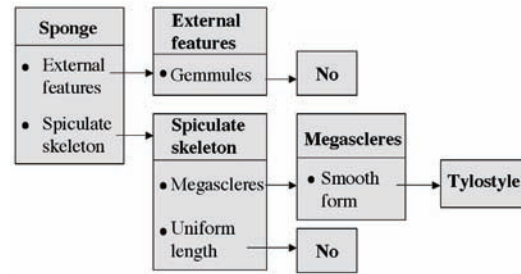 Sponge
• External
features
• Spiculate
skeleton
External
features
• Gemmules
No
Spiculate
skeleton
• Megascleres
• Uniform
length
Megascleres
• Smooth
form
Tylostyle
No